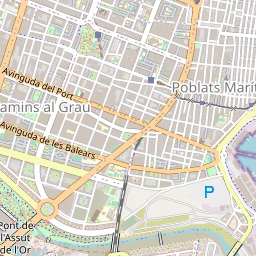 Avinguda del Port
Poblats Marít
amins al Grau
Avinguda de les Balears
P
Pont de
l'Assut
de l'Or